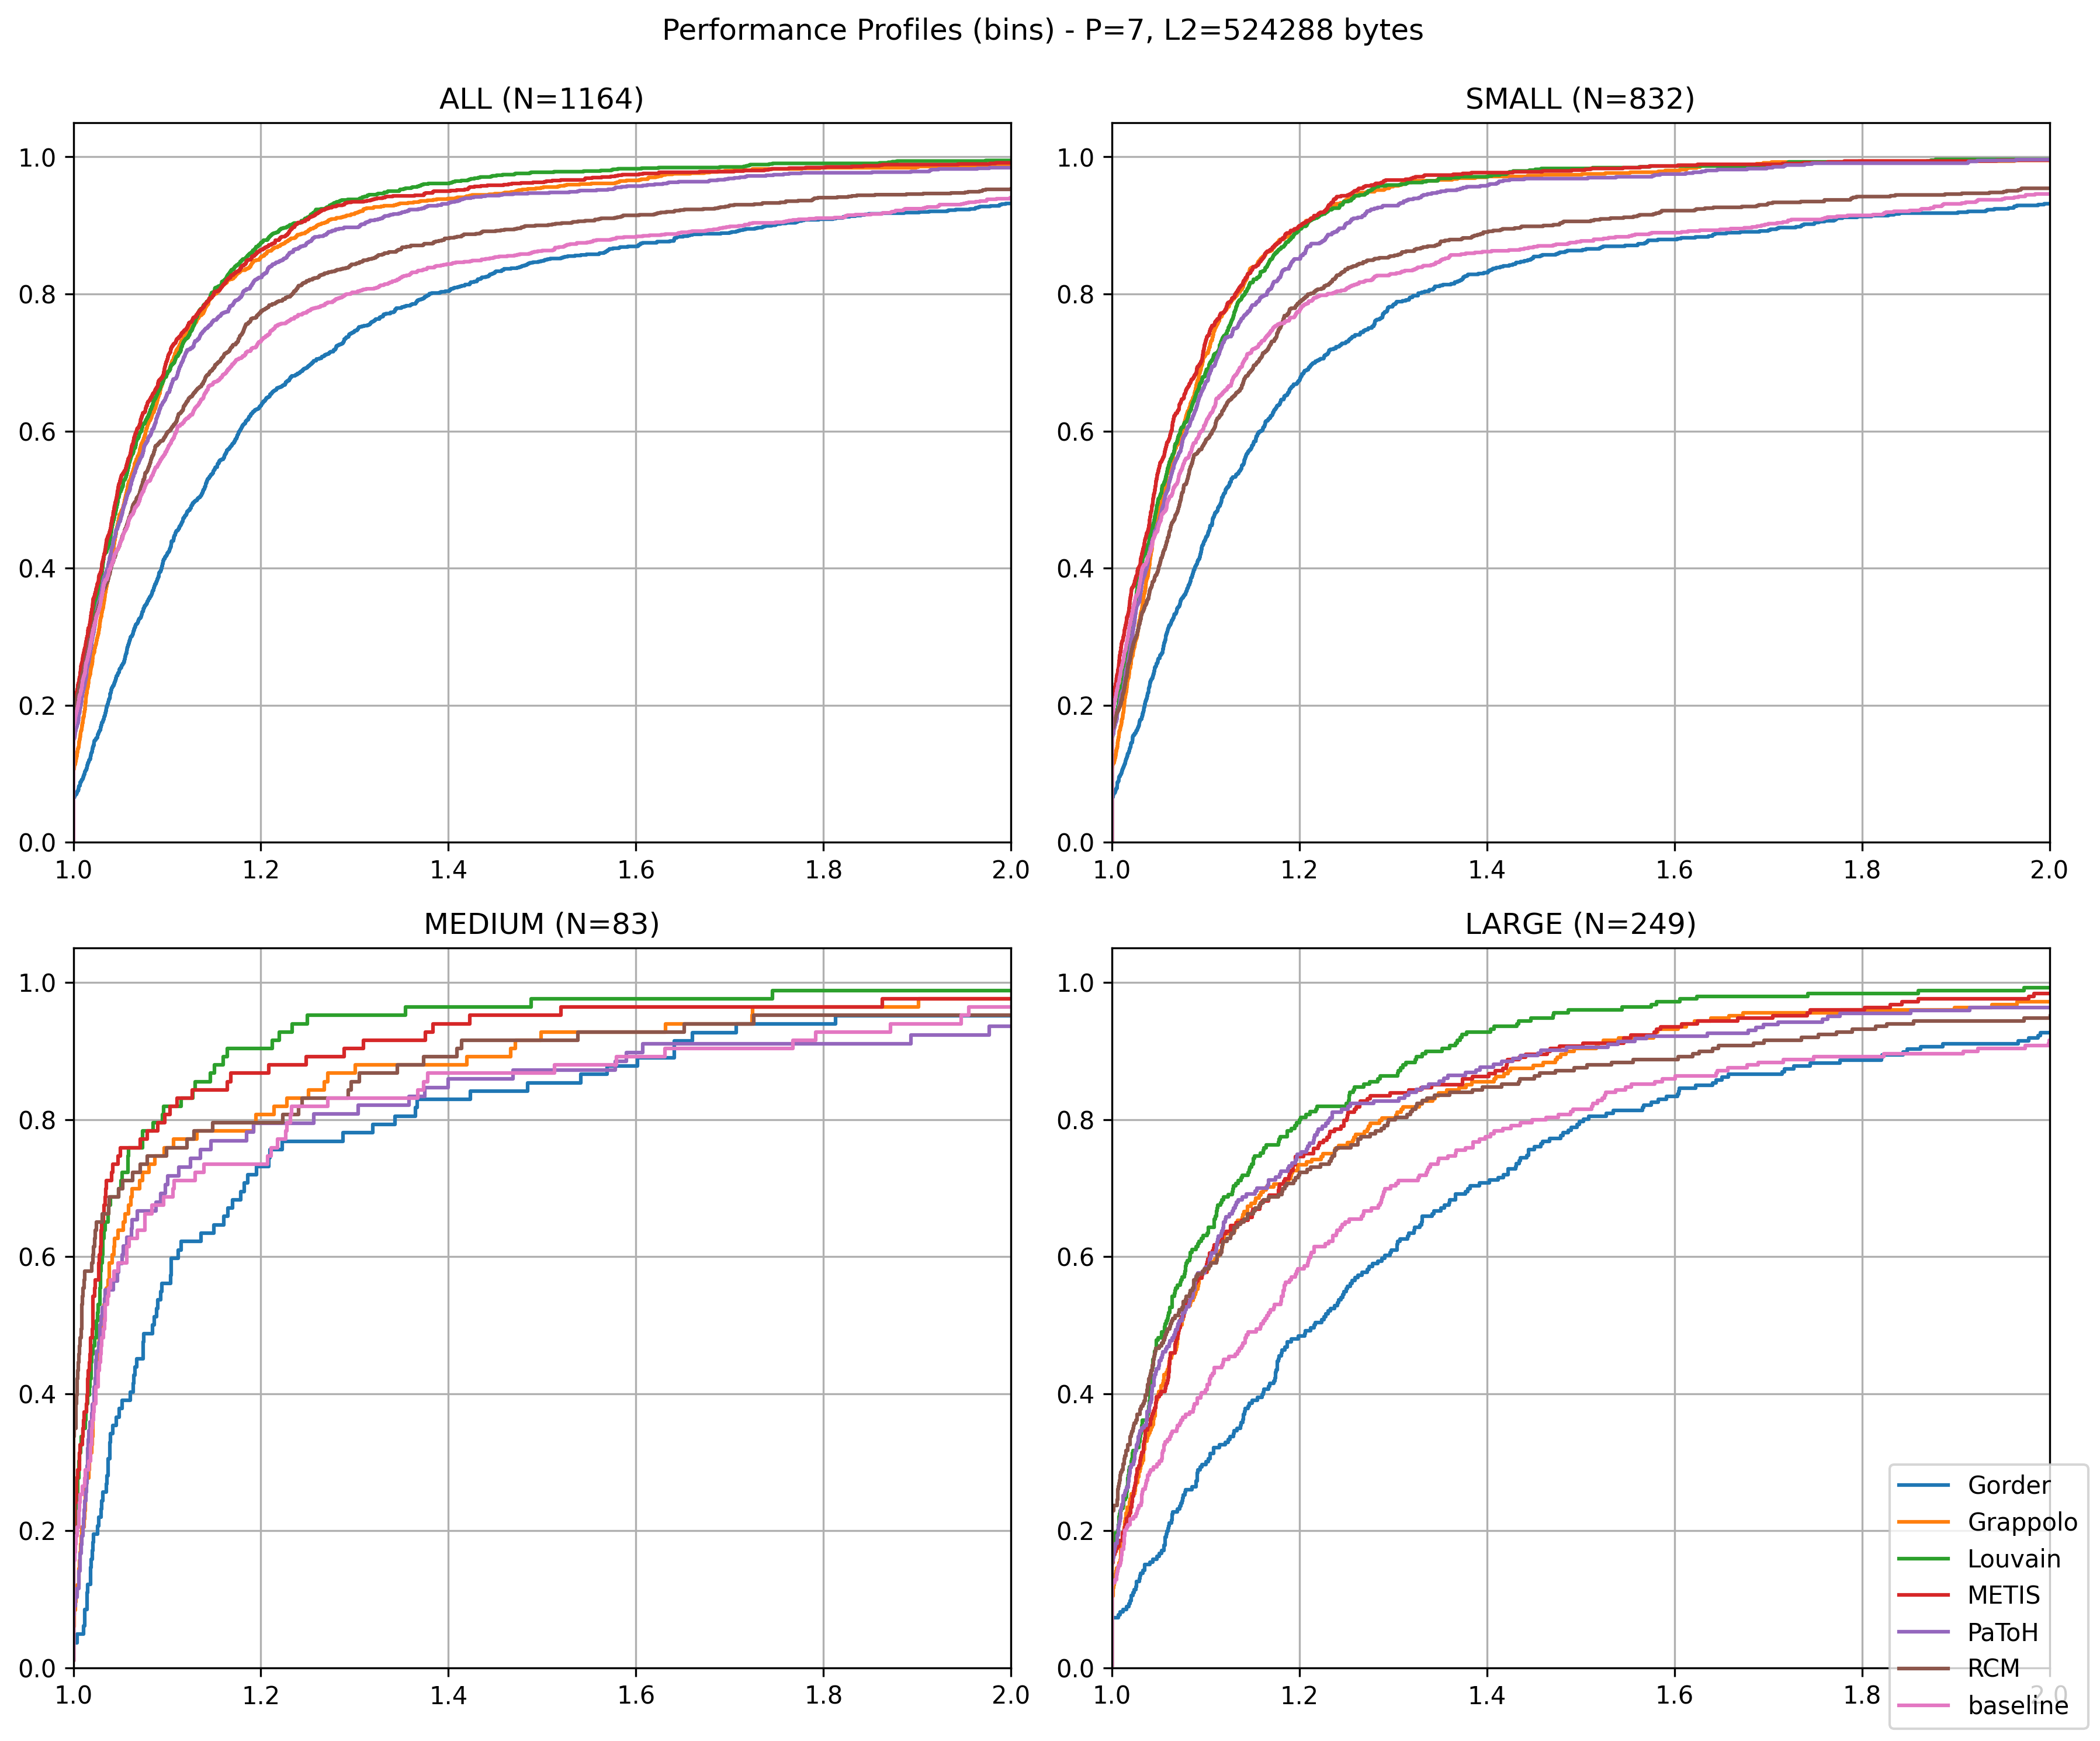 Performance Profiles (bins) - P=7, L2=524288 bytes
ALL (N=1164)
1.0
0.8
0.6
0.4
0.2
0.0
1.0 1.2 1.4 1.6 1.8 2.0
SMALL (N=832)
1.0
0.8
0.6
0.4
0.2
0.0
1.0 1.2 1.4 1.6 1.8 2.0
MEDIUM (N=83)
1.0
0.8
0.6
0.4
0.2
0.0
1.0 1.2 1.4 1.6 1.8 2.0
LARGE (N=249)
1.0
0.8
0.6
0.4
0.2
0.0
1.0 1.2 1.4 1.6 1.8 2.0
Gorder
Grappolo
Louvain
METIS
PaToH
RCM
baseline